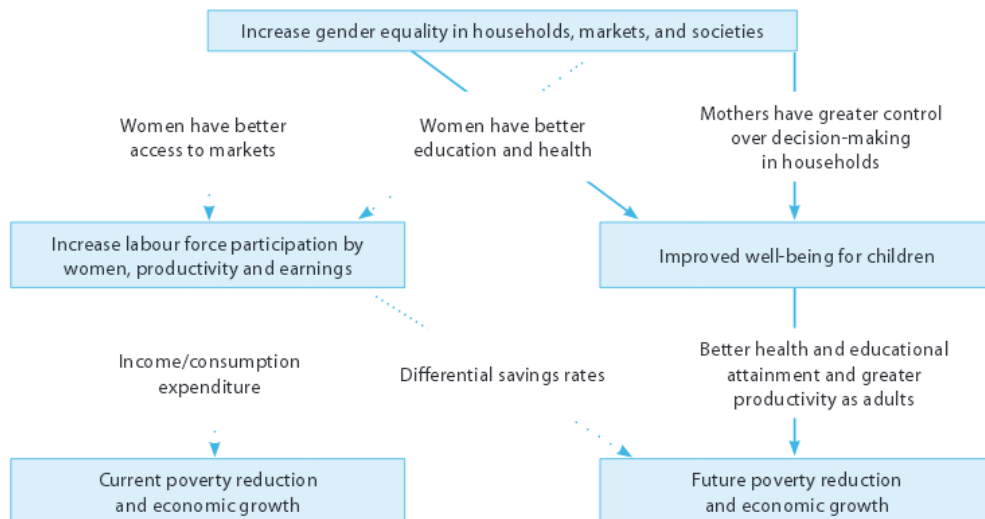 Increase gender equality in households, markets, and societies
Women have better
access to markets
Women have better
education and health
Mothers have greater control
over decision-making
in households
Increase labour force participation by
women, productivity and earnings
Improved well-being for children
Income/consumption
expenditure
Differential savings rates
Better health and educational
attainment and greater
productivity as adults
Current poverty reduction
and economic growth
Future poverty reduction
and economic growth